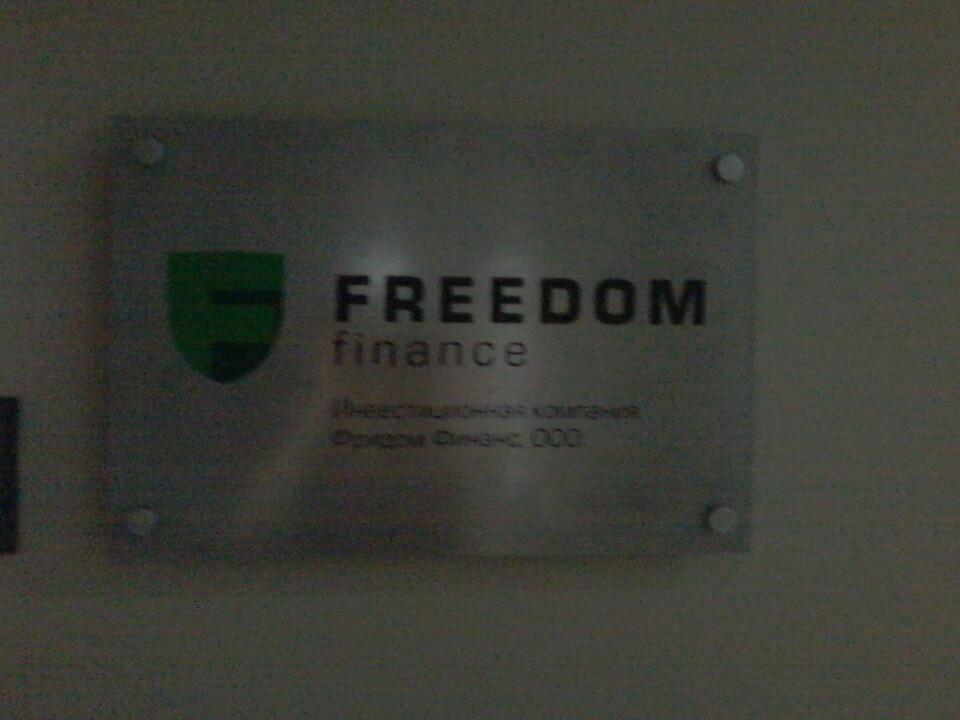 FREEDOM
finance
Инвестиционная компания
Фридом Финанс, ООО